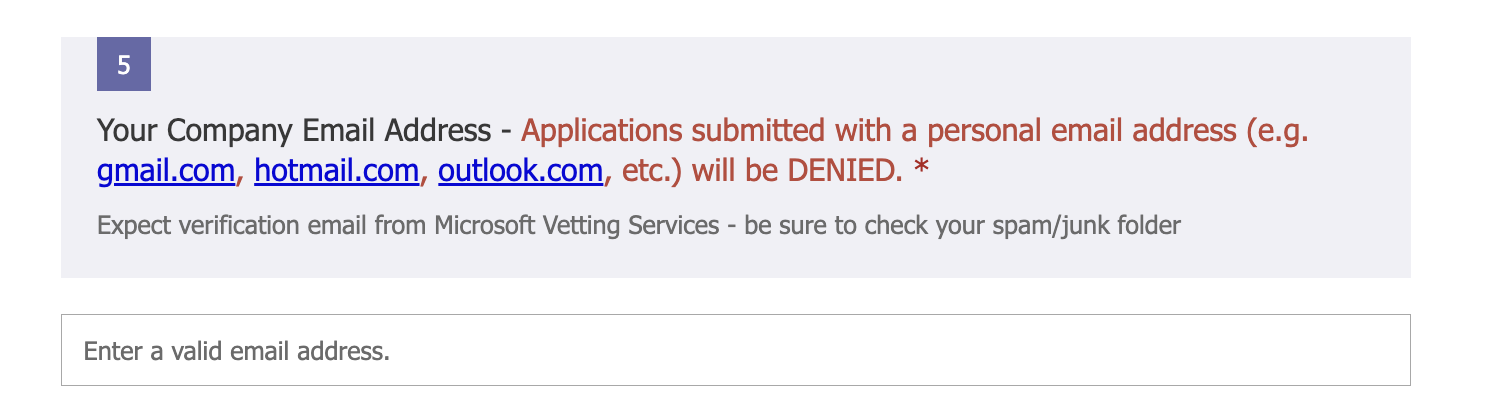 5
Your Company Email Address - Applications submitted with a personal email address (e.g.
gmail.com, hotmail.com, outlook.com, etc.) will be DENIED. *
Expect verification email from Microsoft Vetting Services - be sure to check your spam/junk folder
Enter a valid email address.